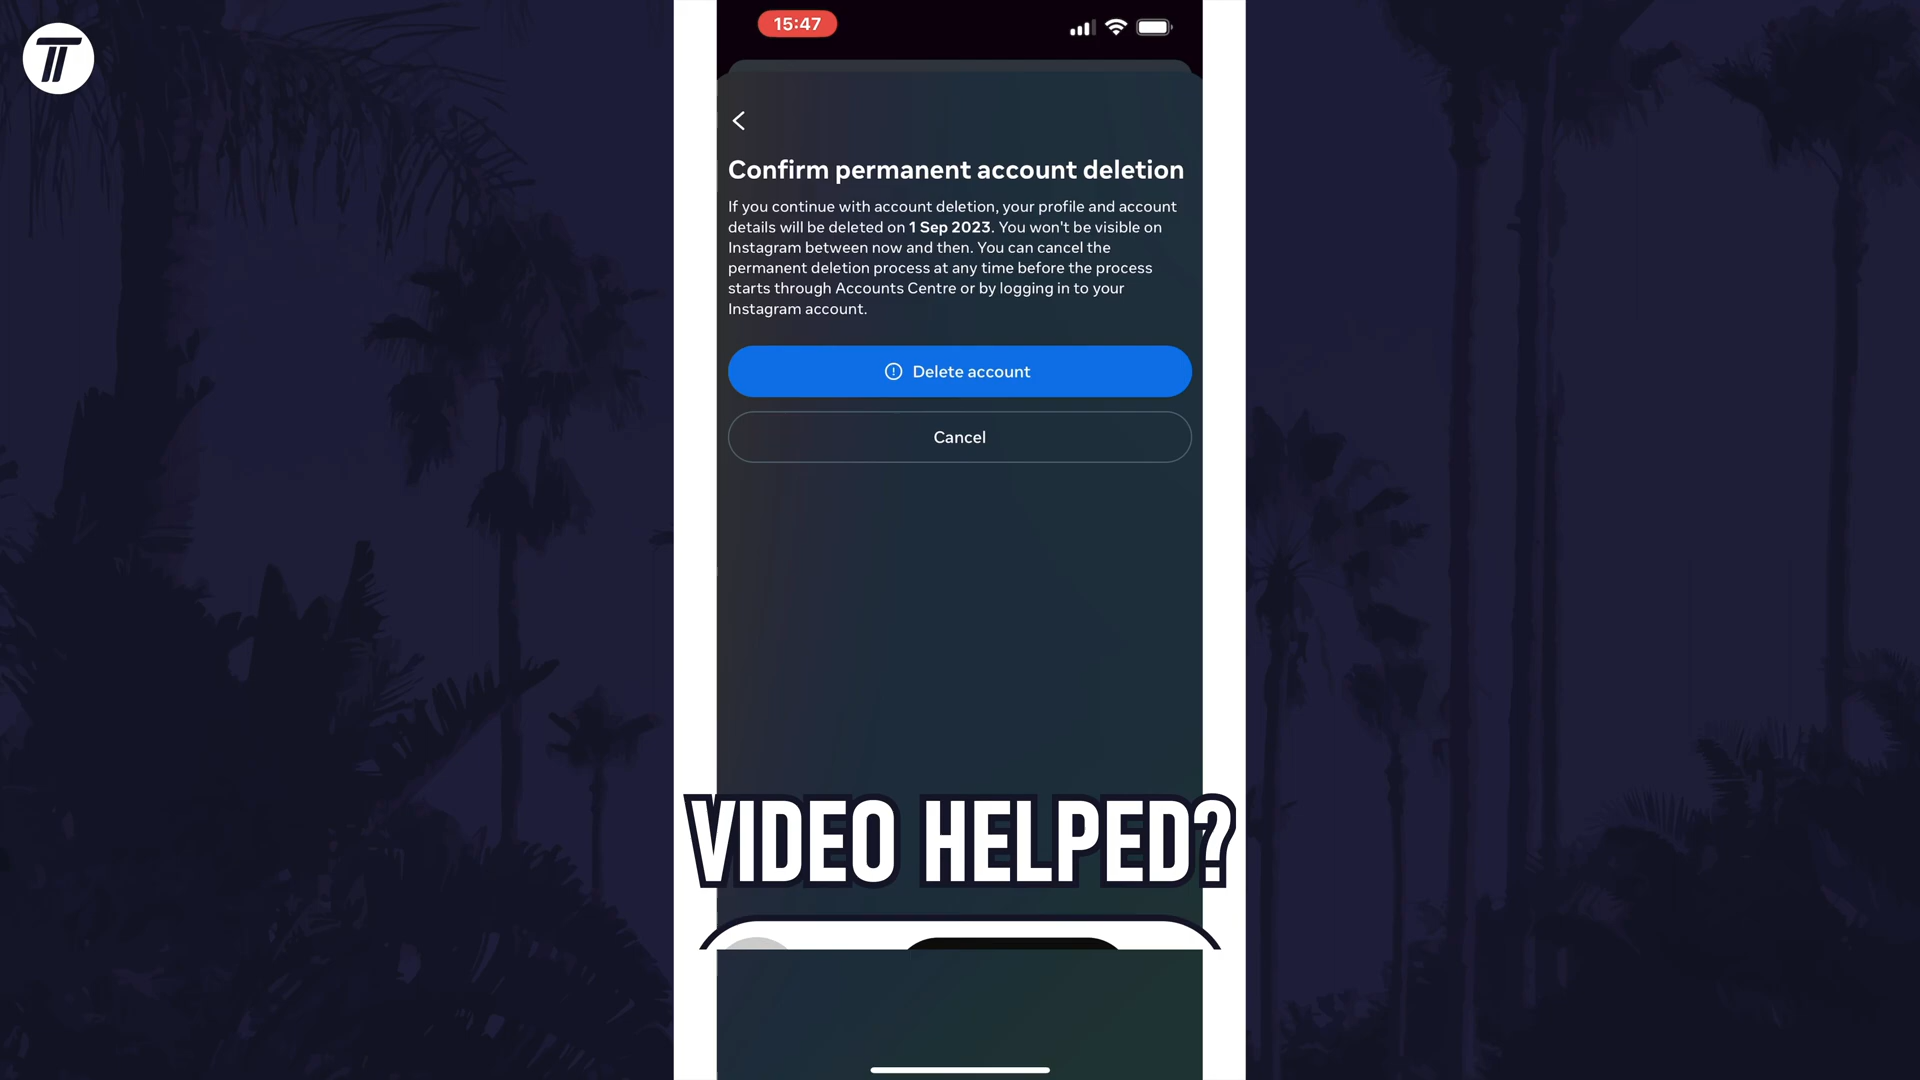 15:47
Confirm permanent account deletion
If you continue with account deletion, your profile and account
details will be deleted on 1 Sep 2023. You won't be visible on
Instagram between now and then. You can cancel the
permanent deletion process at any time before the process
starts through Accounts Centre or by logging in to your
Instagram account.
Delete account
Cancel
VIDEO HELPED?